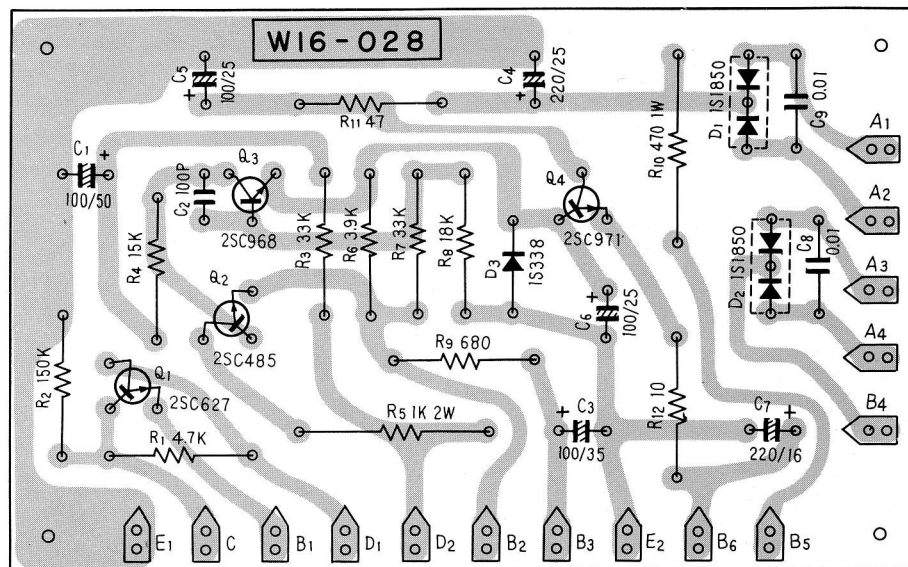 W16-028
C5
100/25
C4
220/25
R11 47
R10 470 1W
D1 1S1850
C9 0.01
A1
C1
100/50
C2 100P
Q3
2SC968
R3 33K
R6 3.9K
R7 33K
R8 18K
Q4
2SC971
A2
R4 15K
D3
1S338
D2 1S1850
C8
0.01
A3
Q2
2SC485
C6
100/25
A4
R2 150K
R9 680
Q1
2SC627
R5 1K 2W
C3
100/35
R12 10
C7
220/16
B4
R1 4.7K
E1
C
B1
D1
D2
B2
B3
E2
B6
B5